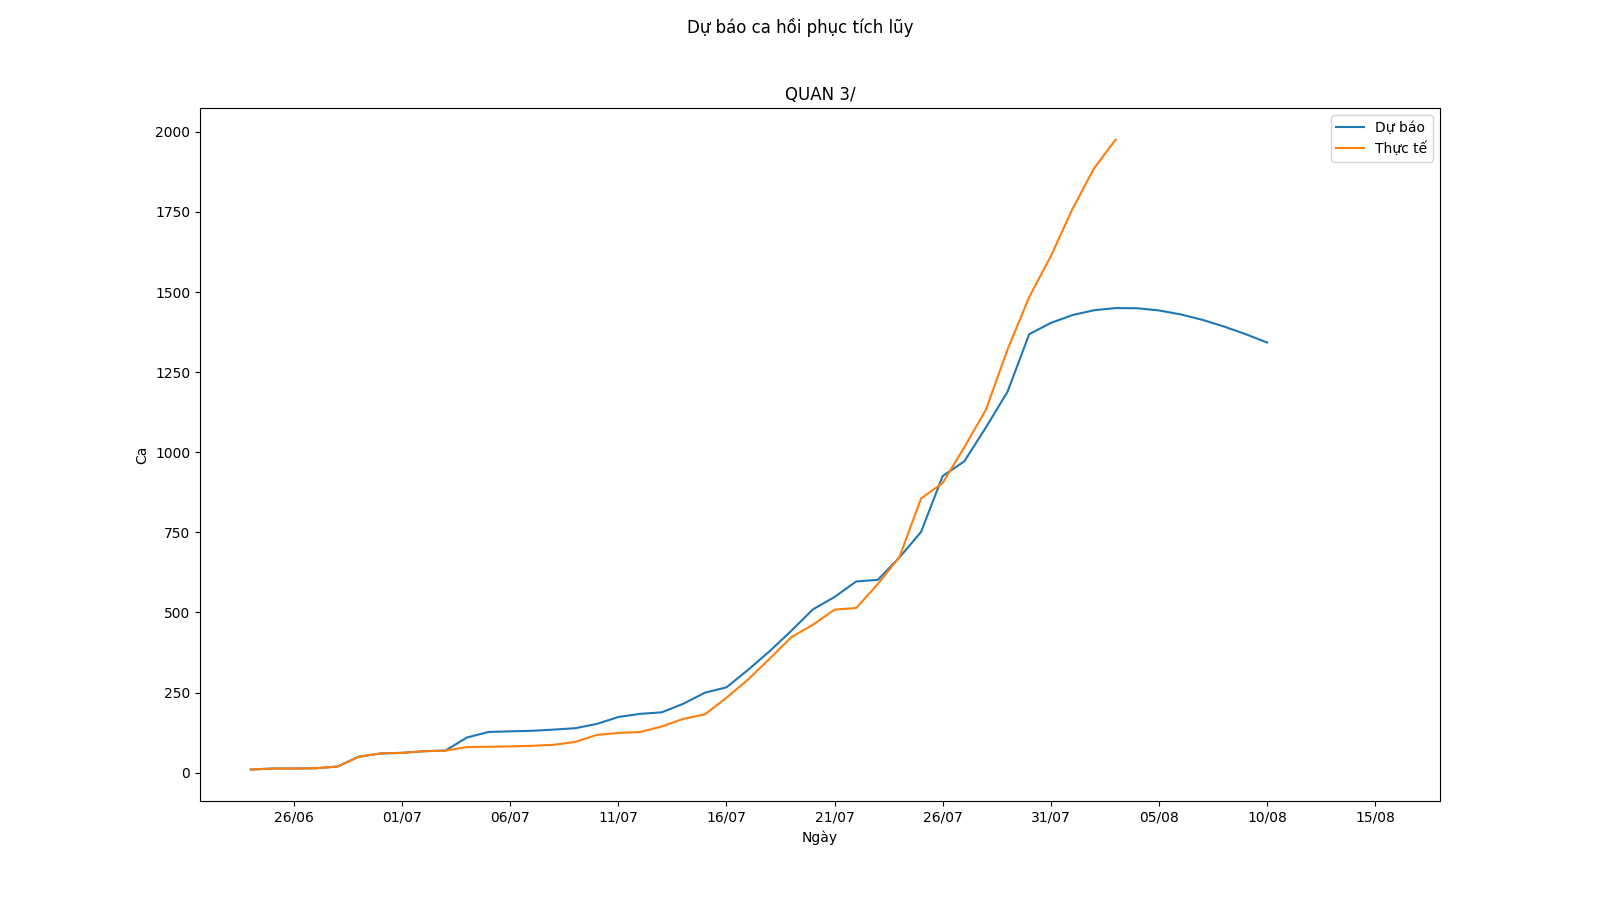 Dự báo ca hồi phục tích lũy
QUAN 3/
Dự báo
Thực tế
2000
1750
1500
1250
1000
750
500
250
0
Ca
26/06 01/07 06/07 11/07 16/07 21/07 26/07 31/07 05/08 10/08 15/08
Ngày